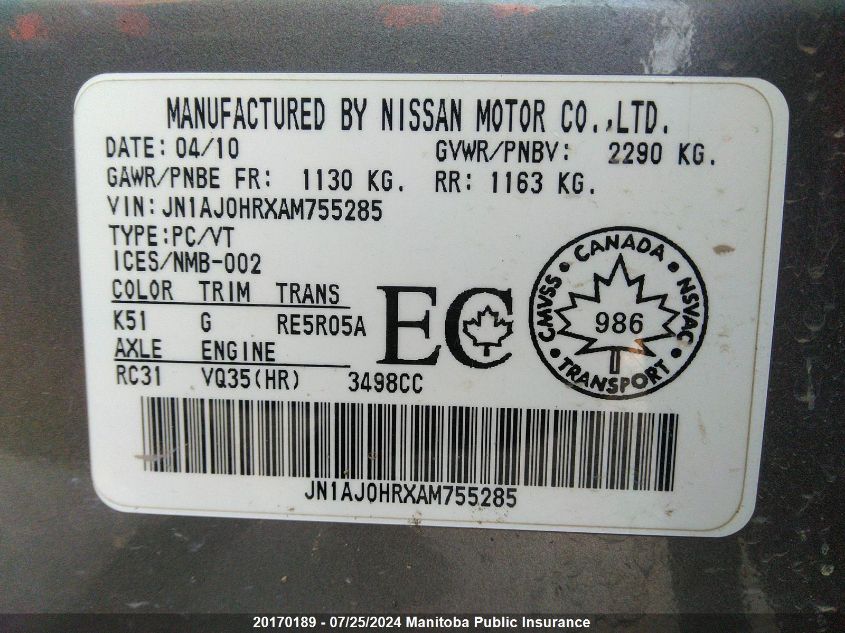 MANUFACTURED BY NISSAN MOTOR CO.,LTD.
DATE: 04/10 GVWR/PNBV: 2290 KG.
GAWR/PNBE FR: 1130 KG. RR: 1163 KG.
VIN: JN1AJ0HRXAM755285
TYPE:PC/VT
ICES/NMB-002
COLOR TRIM TRANS
K51 G RE5R05A
AXLE ENGINE
RC31 VQ35(HR) 3498CC
EC
CANADA
CMVSS NSVAC
986
TRANSPORT
JN1AJ0HRXAM755285
20170189 - 07/25/2024 Manitoba Public Insurance